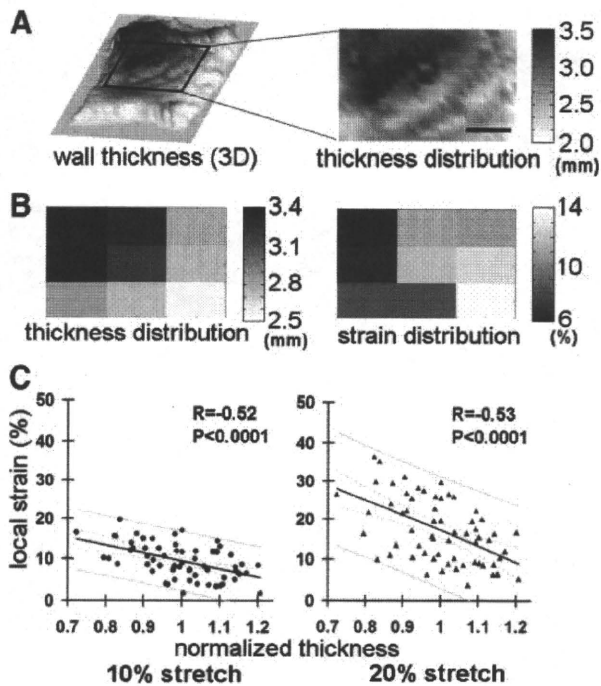 A
3.5
3.0
2.5
2.0
(mm)
wall thickness (3D)
thickness distribution
B
3.4
3.1
2.8
2.5
(mm)
thickness distribution
14
10
6
(%)
strain distribution
C
local strain (%)
50
40
30
20
10
0
R=-0.52
P<0.0001
0.7 0.8 0.9 1 1.1 1.2
50
40
30
20
10
0
R=-0.53
P<0.0001
0.7 0.8 0.9 1 1.1 1.2
normalized thickness
10% stretch
20% stretch